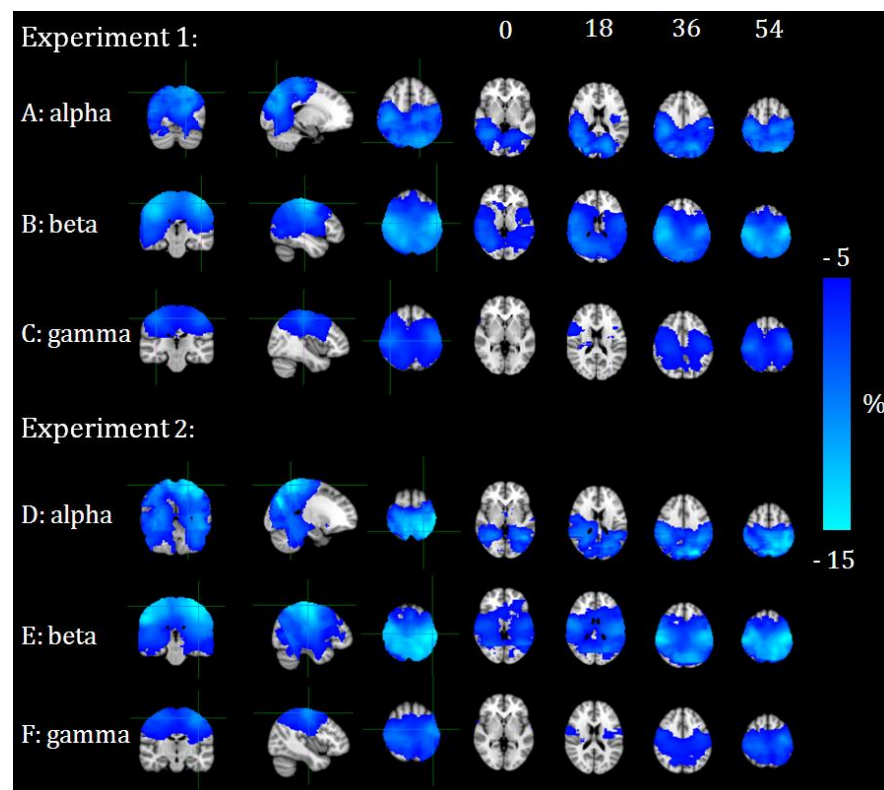 Experiment 1:
0 18 36 54
A: alpha
B: beta
C: gamma
- 5
%
- 15
Experiment 2:
D: alpha
E: beta
F: gamma